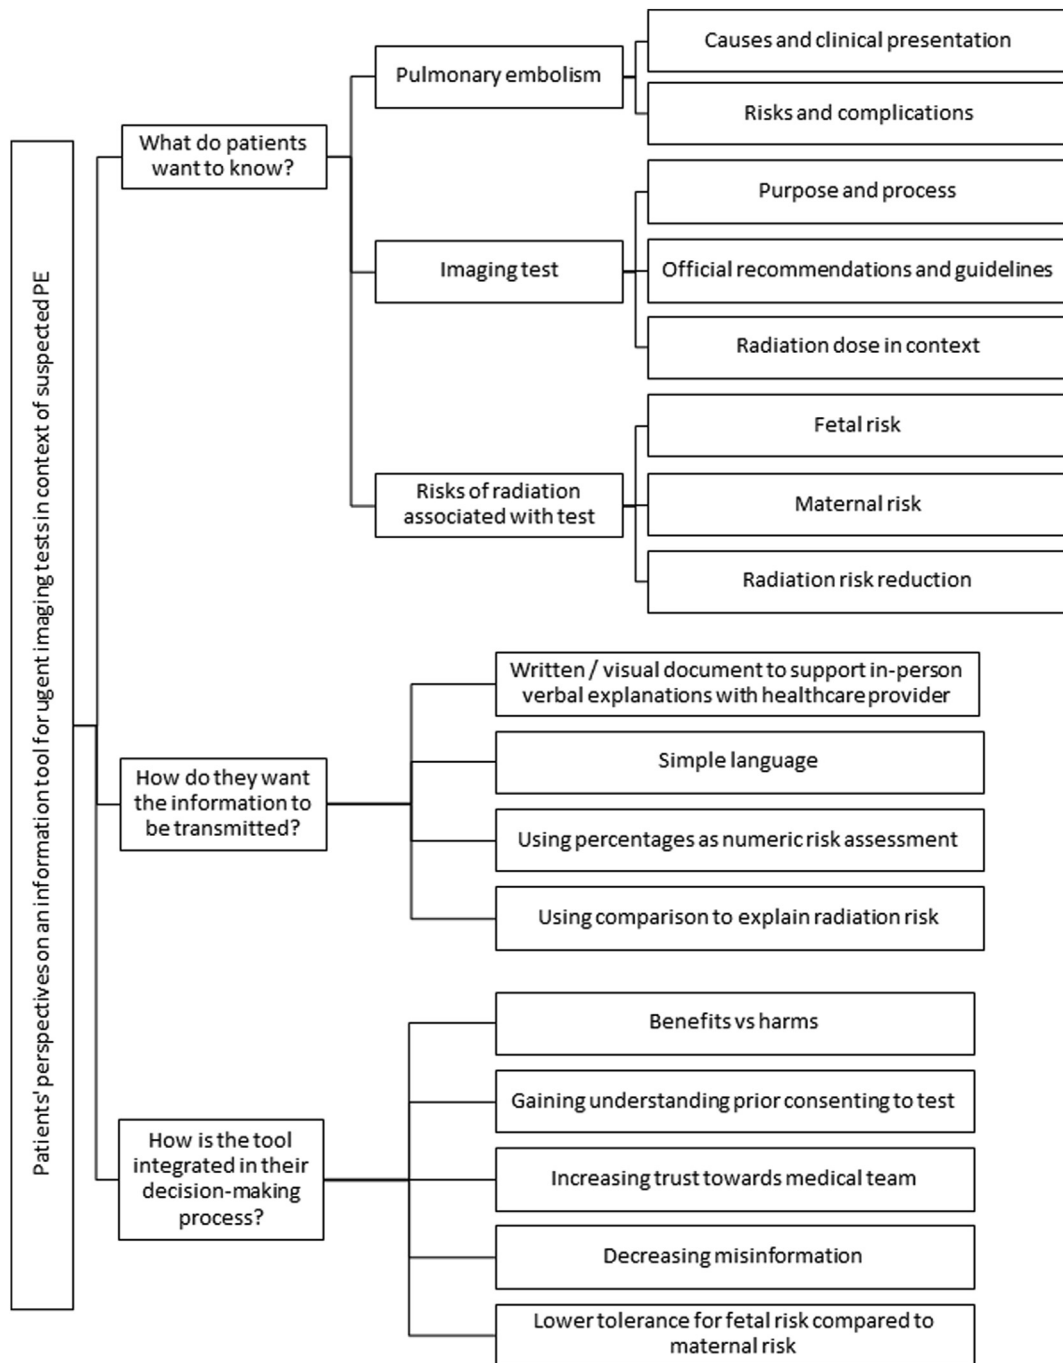 Patients' perspectives on an information tool for urgent imaging tests in context of suspected PE
What do patients
want to know?
Pulmonary embolism
Causes and clinical presentation
Risks and complications
Imaging test
Purpose and process
Official recommendations and guidelines
Radiation dose in context
Risks of radiation
associated with test
Fetal risk
Maternal risk
Radiation risk reduction
How do they want
the information to
be transmitted?
Written / visual document to support in-person
verbal explanations with healthcare provider
Simple language
Using percentages as numeric risk assessment
Using comparison to explain radiation risk
How is the tool
integrated in their
decision-making
process?
Benefits vs harms
Gaining understanding prior consenting to test
Increasing trust towards medical team
Decreasing misinformation
Lower tolerance for fetal risk compared to
maternal risk